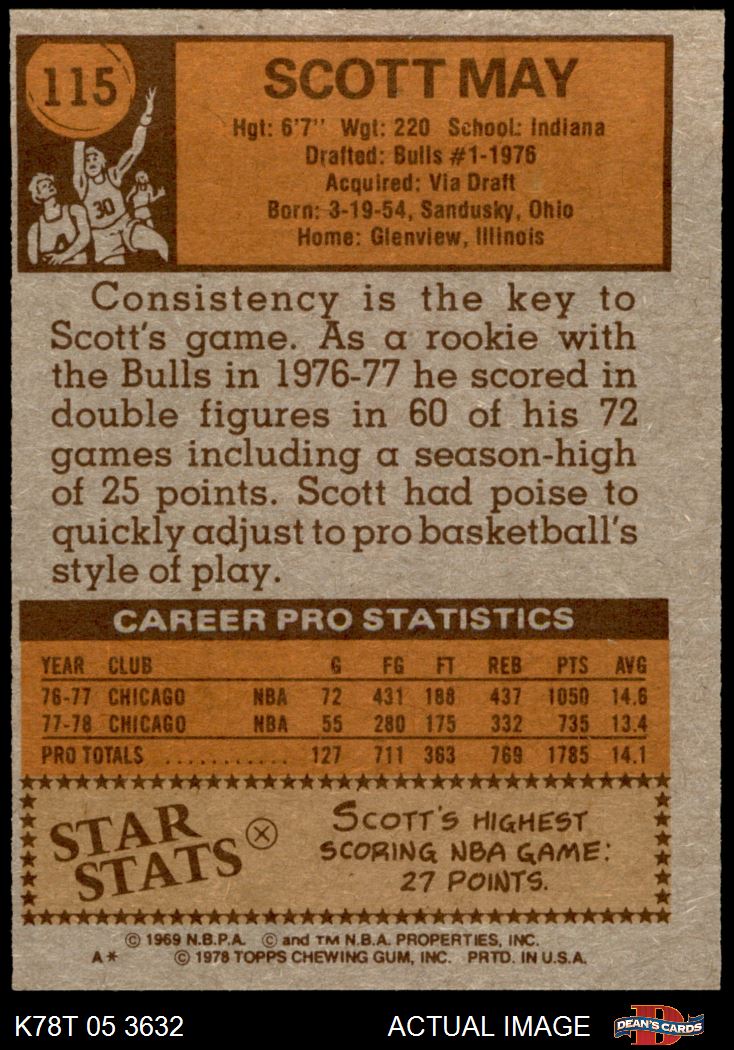 115
SCOTT MAY
Hgt: 6'7" Wgt: 220 School: Indiana
Drafted: Bulls #1-1976
Acquired: Via Draft
Born: 3-19-54, Sandusky, Ohio
Home: Glenview, Illinois
30
Consistency is the key to
Scott's game. As a rookie with
the Bulls in 1976-77 he scored in
double figures in 60 of his 72
games including a season-high
of 25 points. Scott had poise to
quickly adjust to pro basketball's
style of play.
CAREER PRO STATISTICS
YEAR CLUB G FG FT REB PTS AVG
76-77 CHICAGO NBA 72 431 188 437 1050 14.6
77-78 CHICAGO NBA 55 280 175 332 735 13.4
PRO TOTALS ........... 127 711 363 769 1785 14.1
STAR
STATS
SCOTT'S HIGHEST
SCORING NBA GAME:
27 POINTS.
© 1969 N.B.P.A. © and TM N.B.A. PROPERTIES, INC.
A* © 1978 TOPPS CHEWING GUM, INC. PRTD. IN U.S.A.
K78T 05 3632 ACTUAL IMAGE DEAN'S CARDS